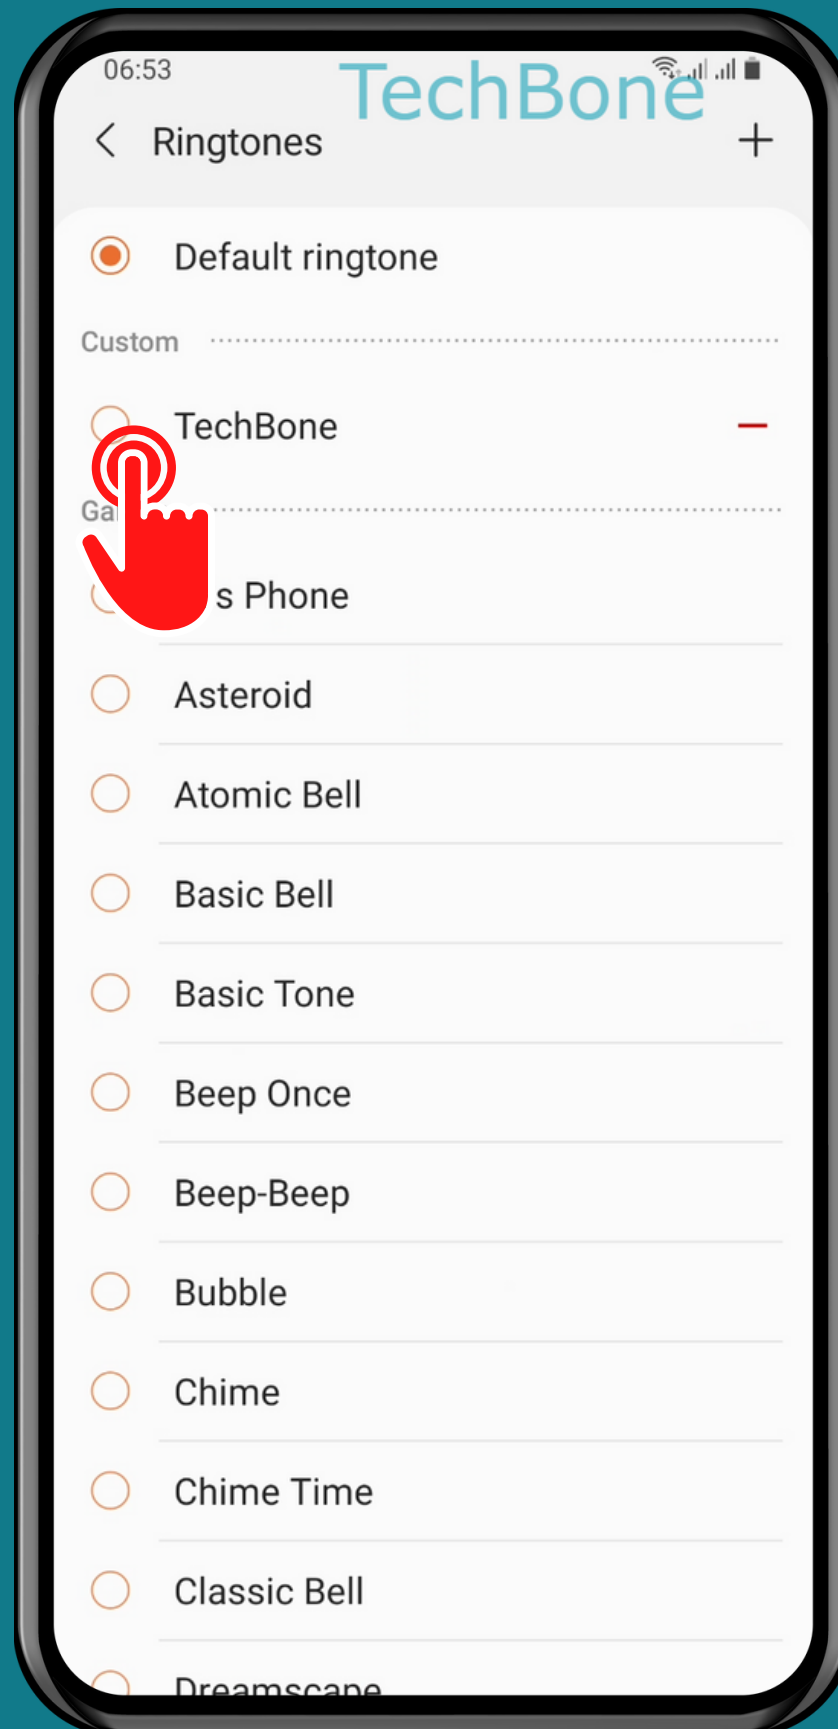 06:53
TechBone
Ringtones
Default ringtone
Custom
TechBone
s Phone
Asteroid
Atomic Bell
Basic Bell
Basic Tone
Beep Once
Beep-Beep
Bubble
Chime
Chime Time
Classic Bell
Dreamscape